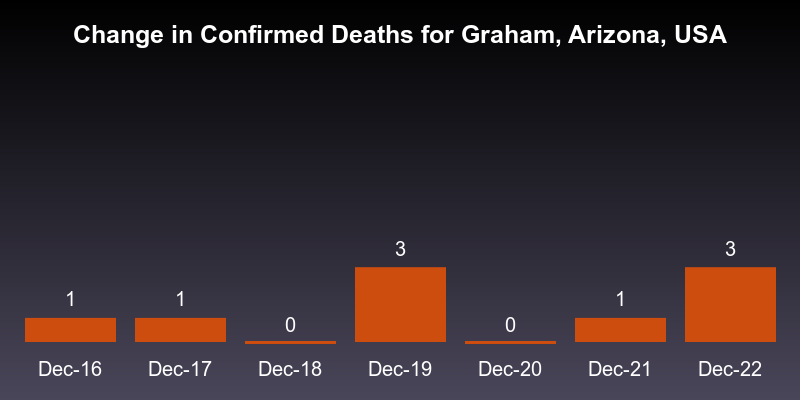 Change in Confirmed Deaths for Graham, Arizona, USA
1 1 0 3 0 1 3
Dec-16 Dec-17 Dec-18 Dec-19 Dec-20 Dec-21 Dec-22